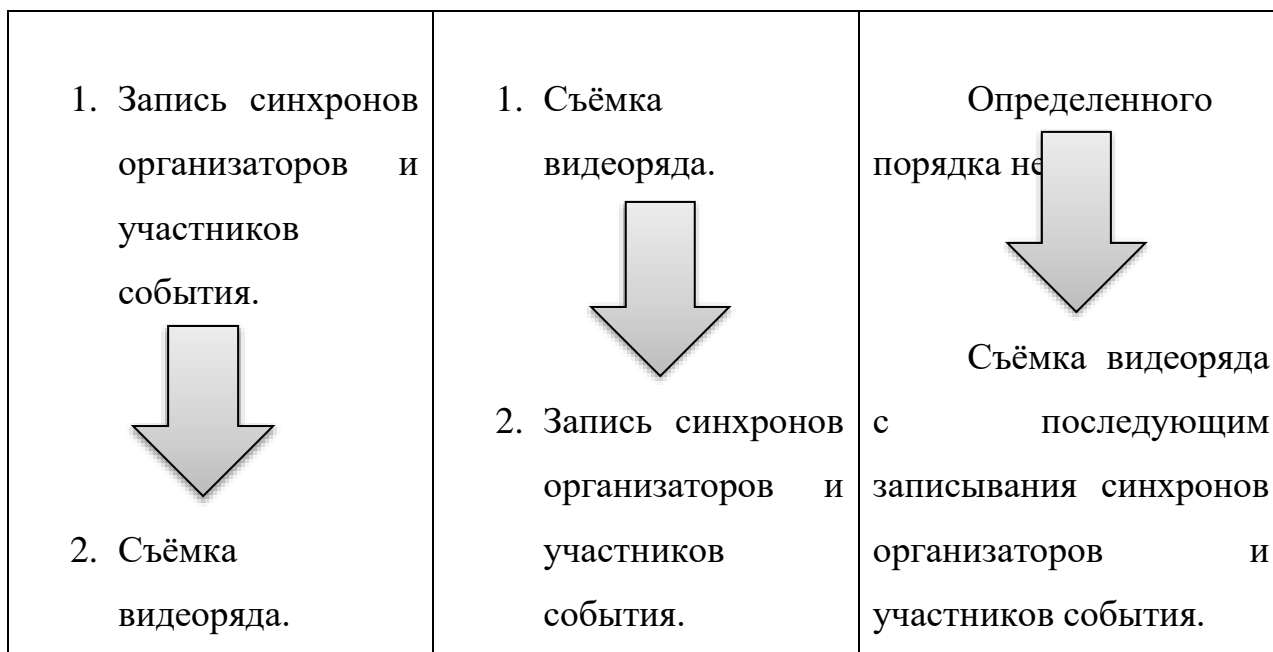 1. Запись синхронов
организаторов и
участников
события.
2. Съёмка
видеоряда.
1. Съёмка
видеоряда.
2. Запись синхронов
организаторов и
участников
события.
Определенного
порядка не
Съёмка видеоряда
с последующим
записывания синхронов
организаторов и
участников события.